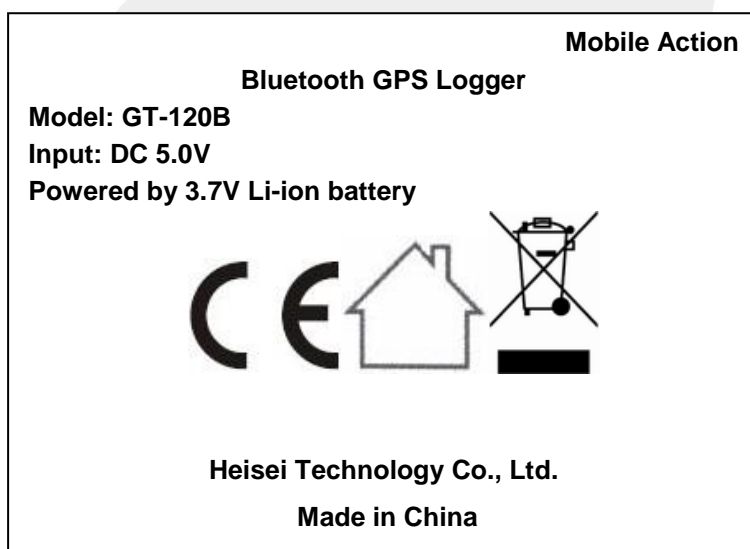 Mobile Action
Bluetooth GPS Logger
Model: GT-120B
Input: DC 5.0V
Powered by 3.7V Li-ion battery
CE
Heisei Technology Co., Ltd.
Made in China